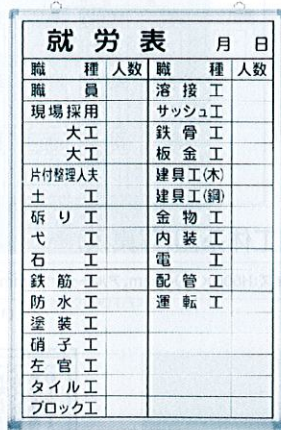 就労表 月 日
職種 人数 職種 人数
職員 溶接工
現場採用 サッシュエ
大工 鉄骨工
大工 板金工
片付整理人夫 建具工(木)
土工 建具工(鋼)
斫り工 金物工
弋工 内装工
石工 電工
鉄筋工 配管工
防水工 運転工
塗装工
硝子工
左官工
タイル工
ブロック工